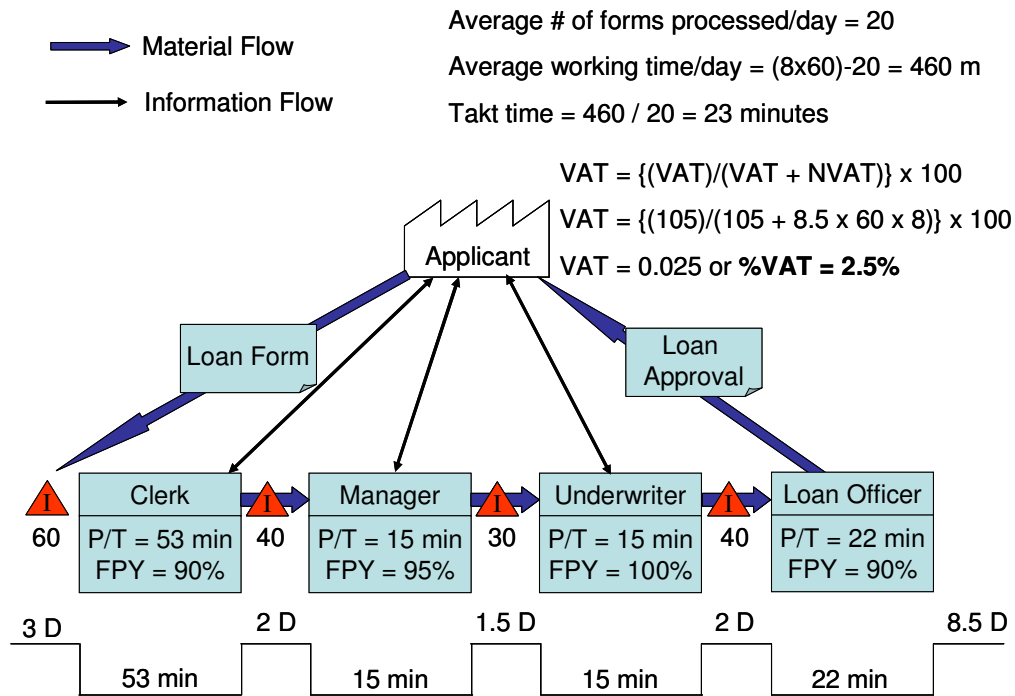 Material Flow
Information Flow
Average # of forms processed/day = 20
Average working time/day = (8x60)-20 = 460 m
Takt time = 460 / 20 = 23 minutes
VAT = {(VAT)/(VAT + NVAT)} x 100
VAT = {(105)/(105 + 8.5 x 60 x 8)} x 100
VAT = 0.025 or %VAT = 2.5%
Applicant
Loan Form
Loan
Approval
I
60
Clerk
P/T = 53 min
FPY = 90%
I
40
Manager
P/T = 15 min
FPY = 95%
I
30
Underwriter
P/T = 15 min
FPY = 100%
I
40
Loan Officer
P/T = 22 min
FPY = 90%
3 D
53 min
2 D
15 min
1.5 D
15 min
2 D
22 min
8.5 D